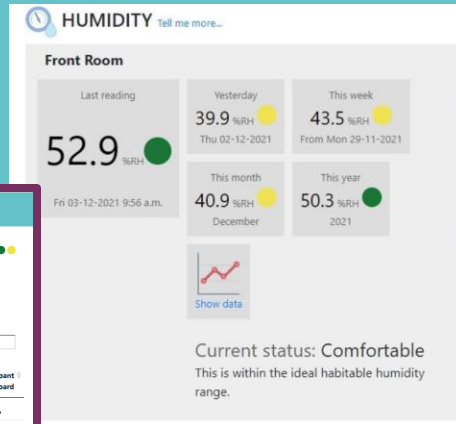 HUMIDITY Tell me more...
Front Room
Last reading
52.9 %RH
Fri 03-12-2021 9:56 a.m.
Yesterday
39.9 %RH
Thu 02-12-2021
This week
43.5 %RH
From Mon 29-11-2021
This month
40.9 %RH
December
This year
50.3 %RH
2021
Show data
Current status: Comfortable
This is within the ideal habitable humidity
range.